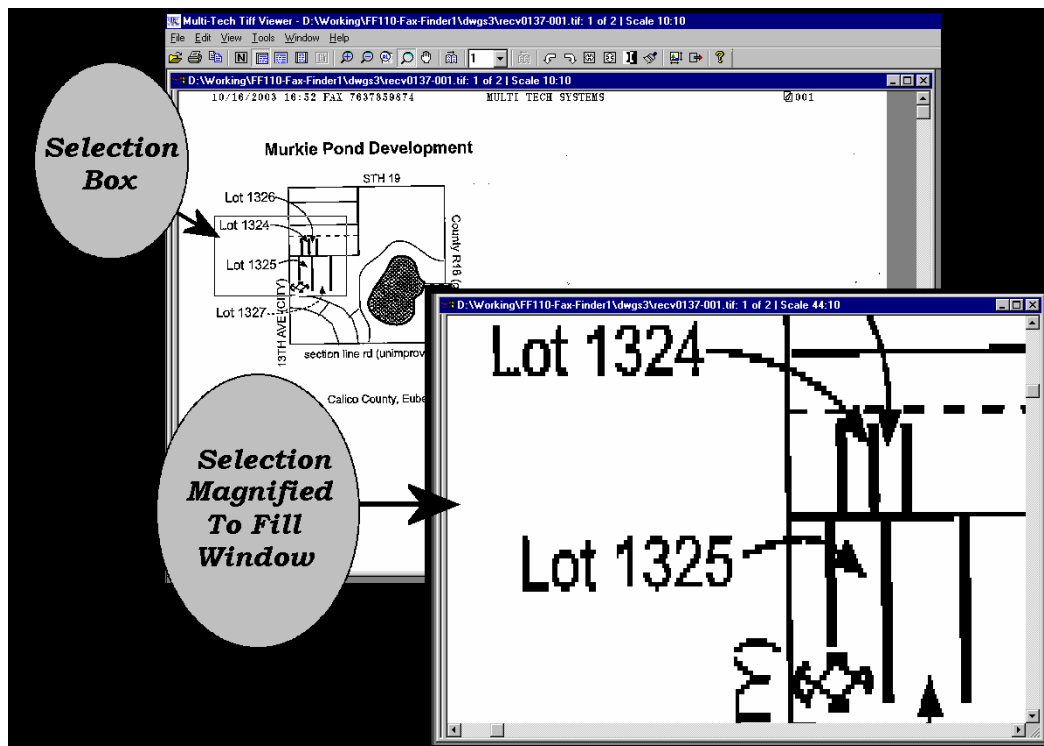 Multi-Tech Tiff Viewer - D:\Working\FF110-Fax-Finder1\dwgs3\recv0137-001.tif: 1 of 2 | Scale 10:10
File Edit View Tools Window Help
N
1
D:\Working\FF110-Fax-Finder1\dwgs3\recv0137-001.tif: 1 of 2 | Scale 10:10
10/16/2003 16:52 FAX 7637859874 MULTI TECH SYSTEMS 001
Selection
Box
Murkie Pond Development
STH 19
Lot 1326
Lot 1324
Lot 1325
Lot 1327
County R16 (
13TH AVE (CITY)
section line rd (unimprov
Calico County, Eube
D:\Working\FF110-Fax-Finder1\dwgs3\recv0137-001.tif: 1 of 2 | Scale 44:10
Selection
Magnified
To Fill
Window
Lot 1324
Lot 1325